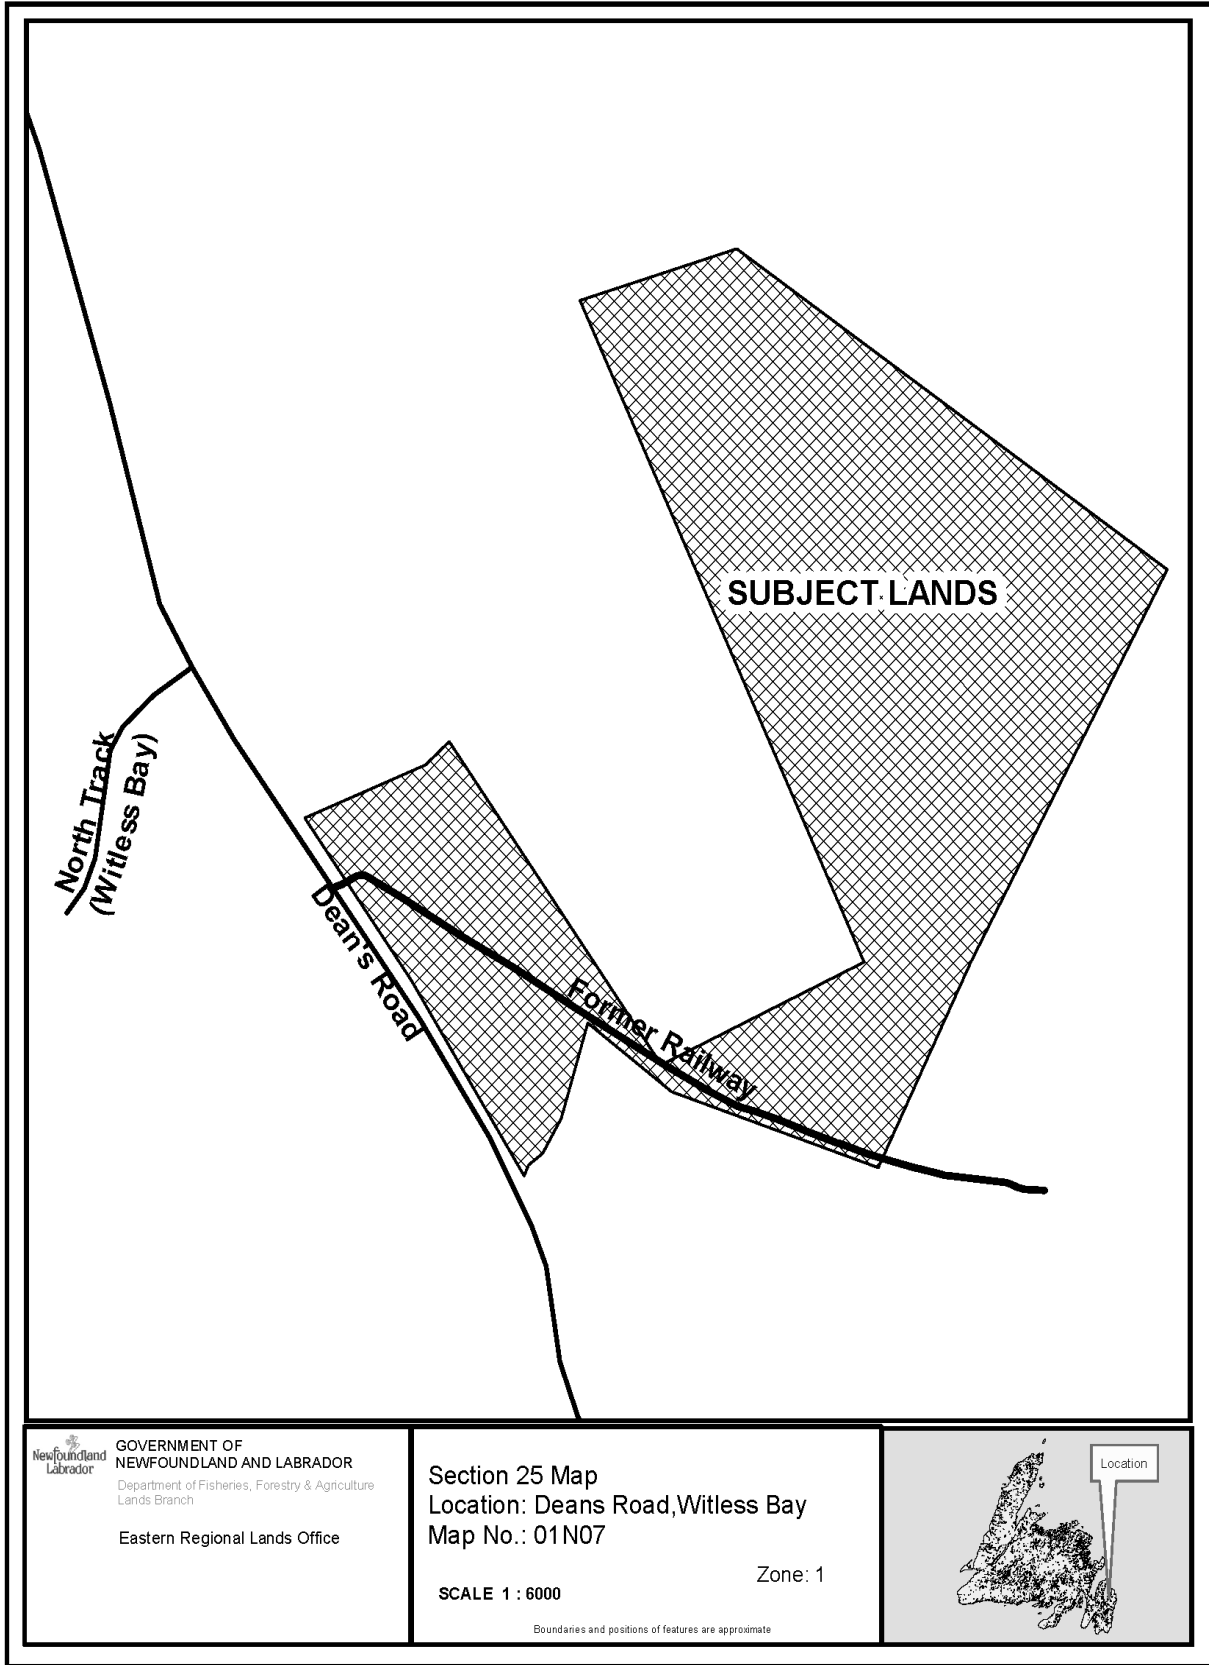 SUBJECT LANDS
North Track
(Witless Bay)
Dean's Road
Former Railway
Newfoundland
Labrador
GOVERNMENT OF
NEWFOUNDLAND AND LABRADOR
Department of Fisheries, Forestry & Agriculture
Lands Branch
Eastern Regional Lands Office
Section 25 Map
Location: Deans Road,Witless Bay
Map No.: 01N07
Zone: 1
SCALE 1 : 6000
Boundaries and positions of features are approximate
Location